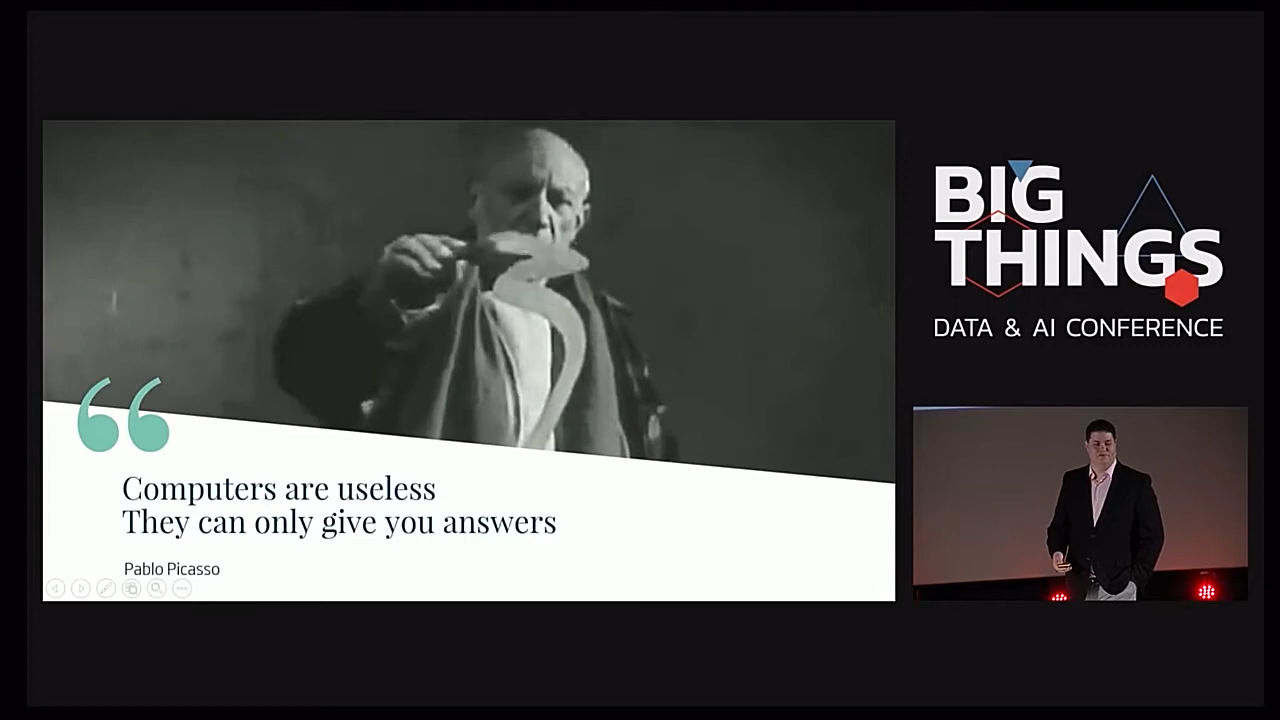 Computers are useless
They can only give you answers
Pablo Picasso
BIG
THINGS
DATA & AI CONFERENCE